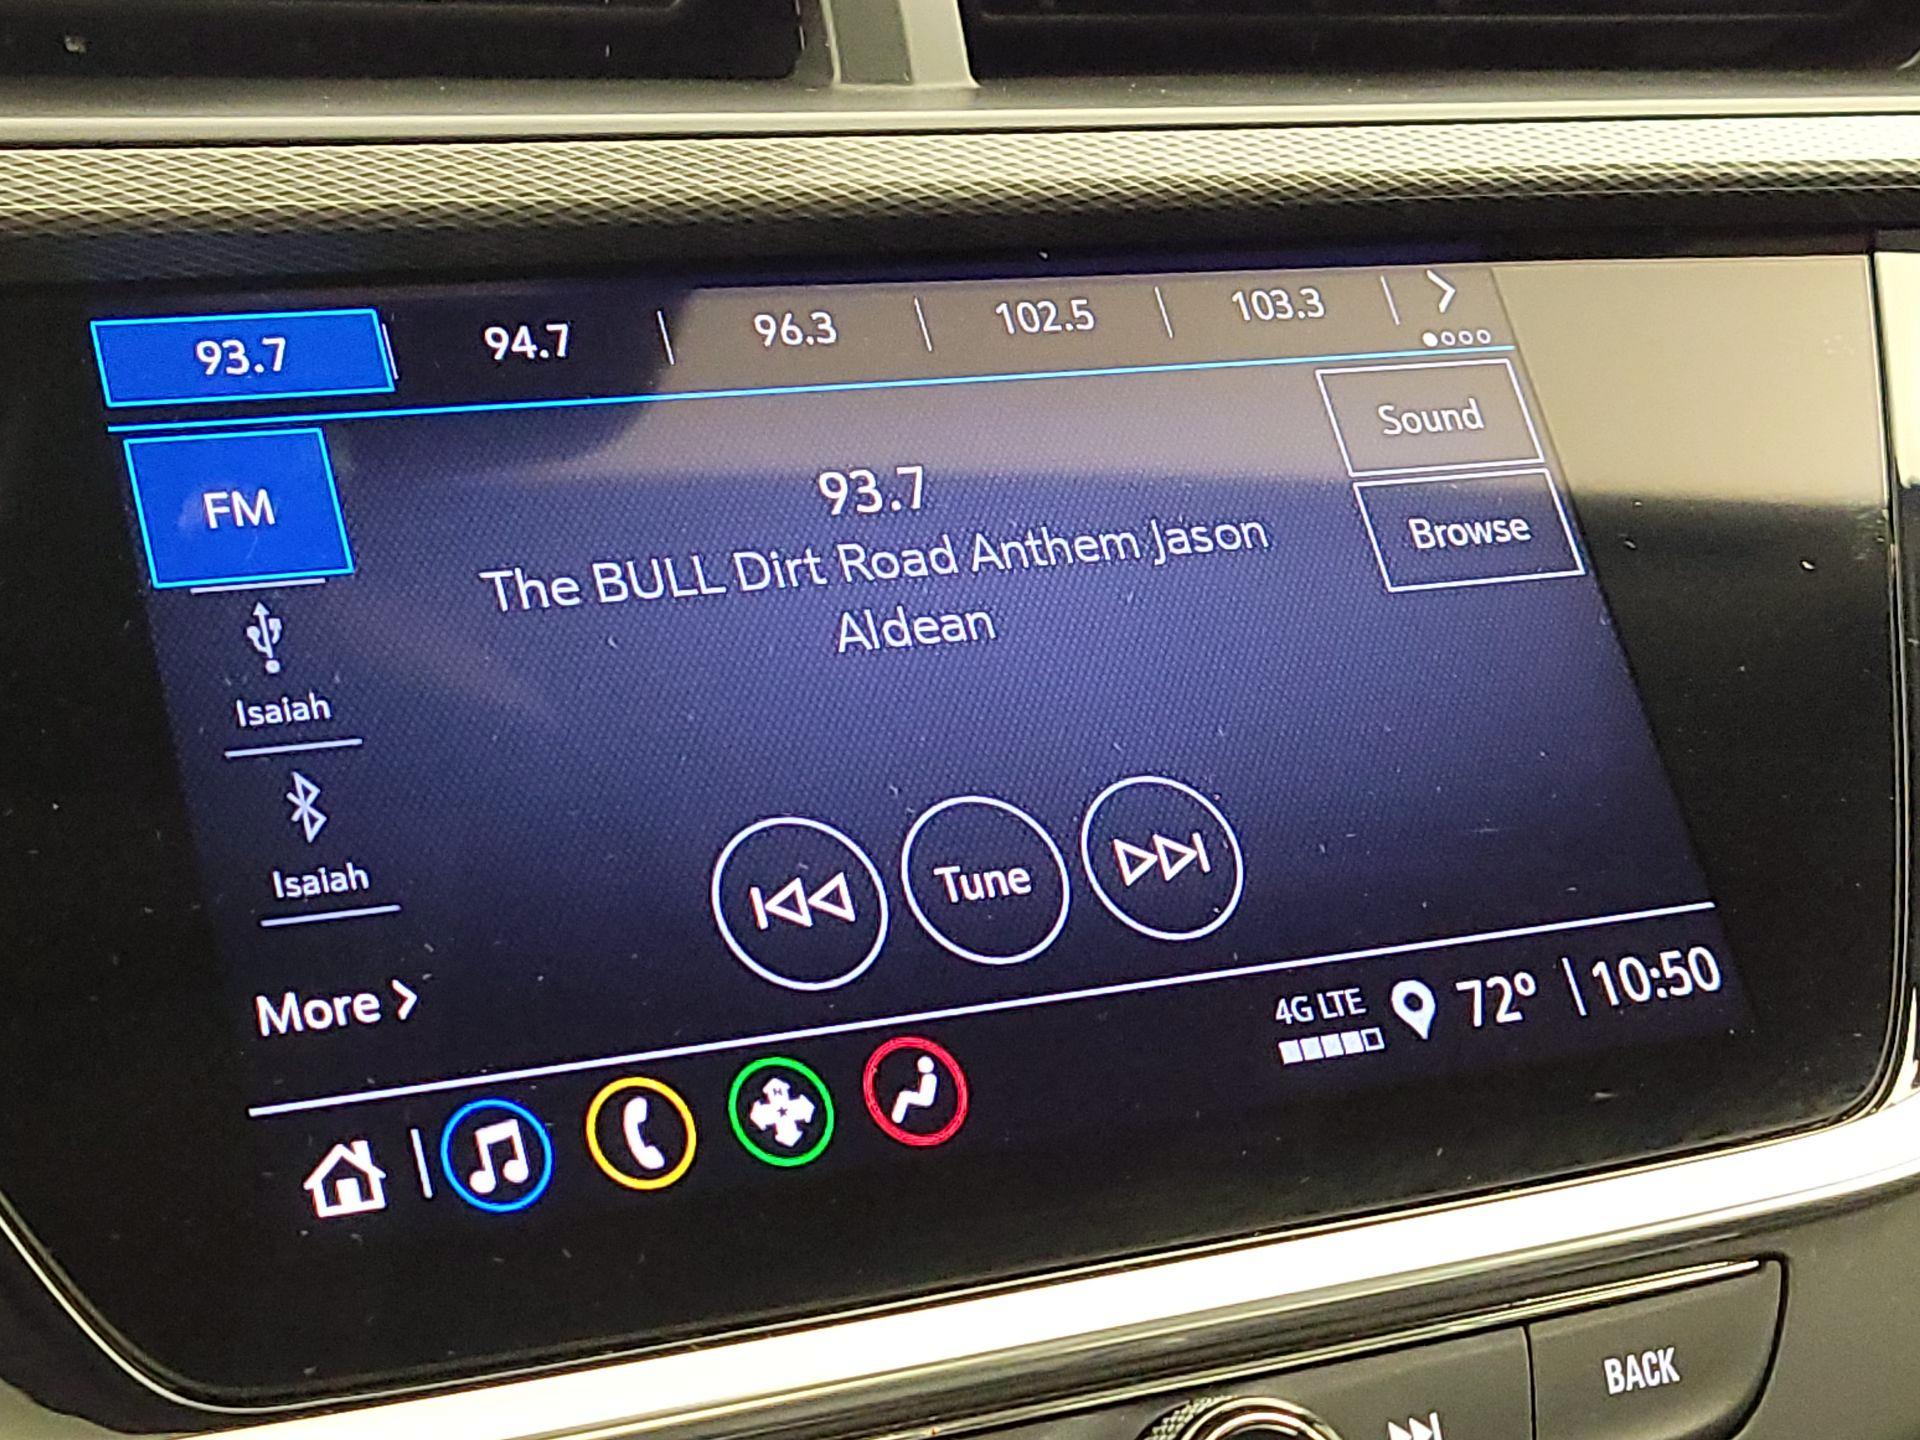 93.7 94.7 96.3 102.5 103.3
Sound
FM
93.7
Browse
The BULL Dirt Road Anthem Jason
Aldean
Isaiah
Isaiah
Tune
More
4G LTE 72° 10:50
BACK